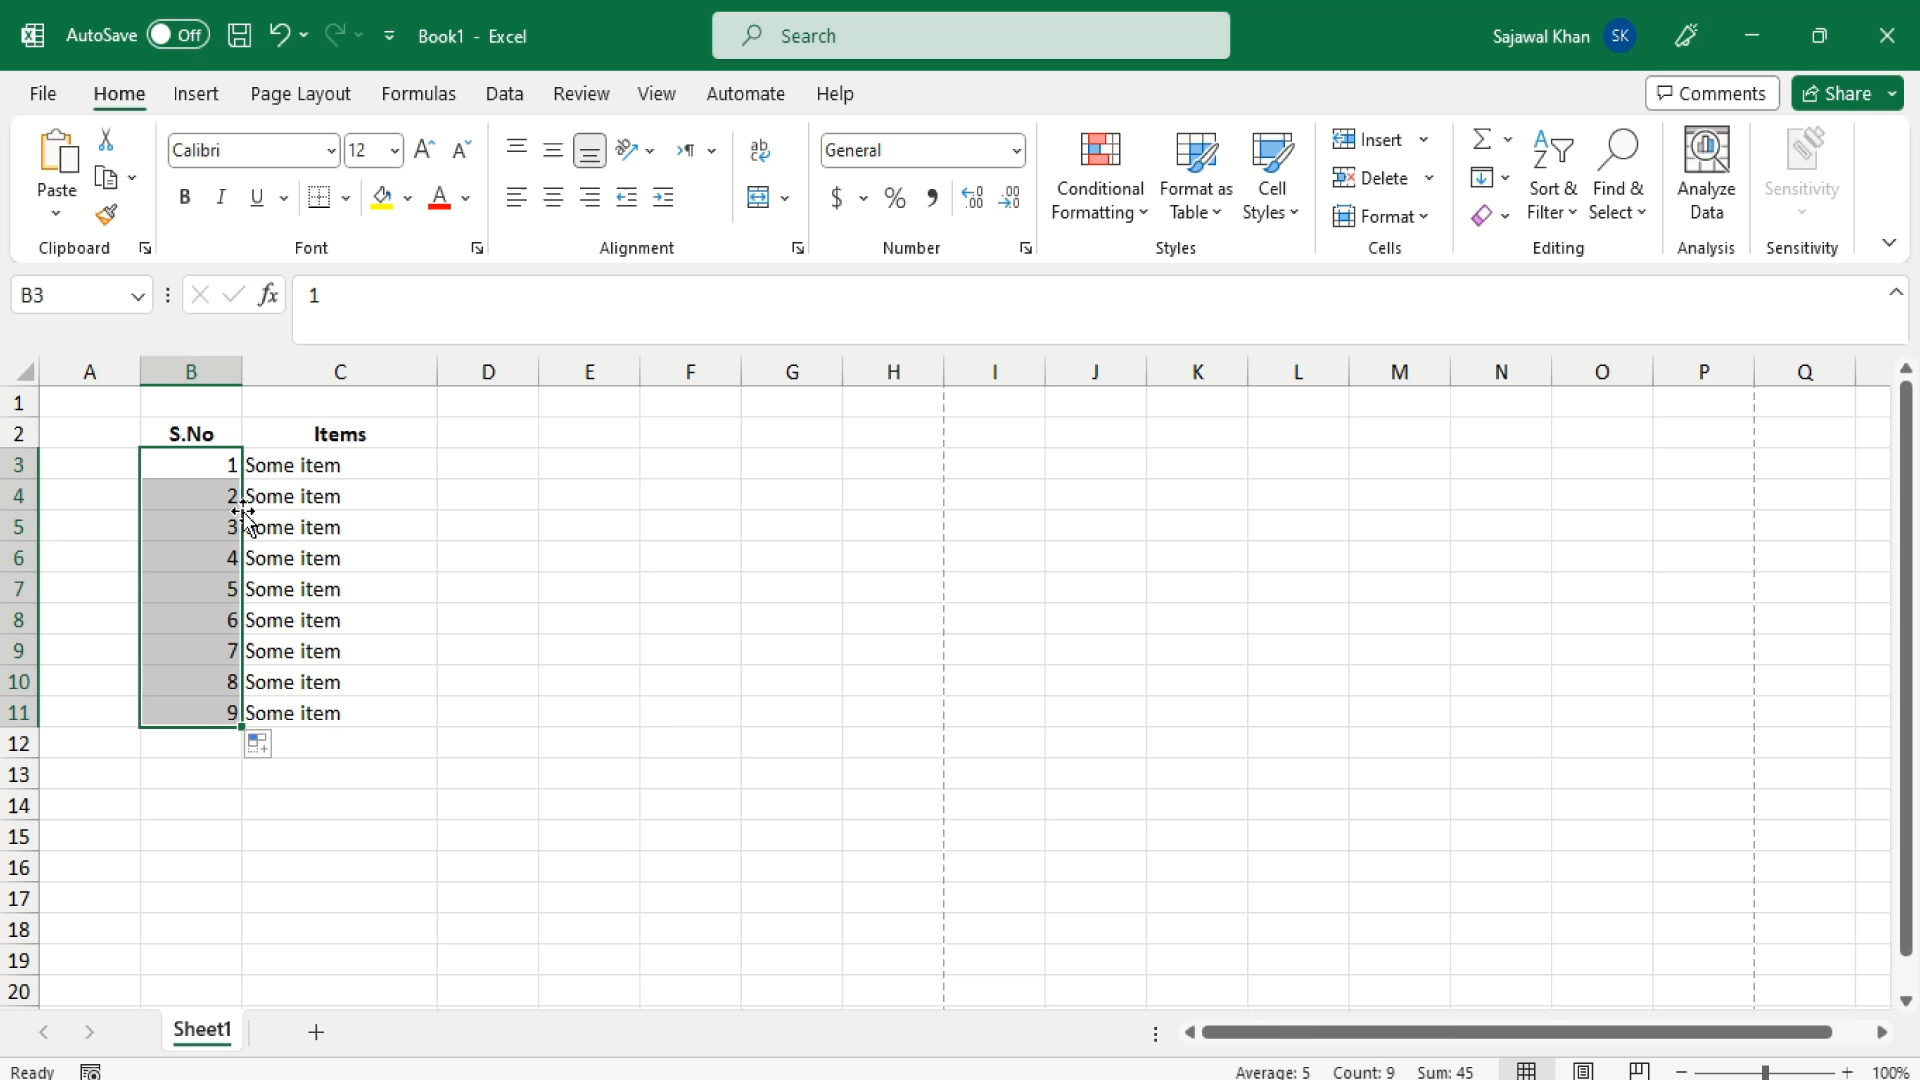 AutoSave Off Book1 - Excel Search Sajawal Khan SK
File Home Insert Page Layout Formulas Data Review View Automate Help Comments Share
Paste Calibri 12 General Conditional Formatting Format as Table Cell Styles Insert Delete Format Sort & Filter Find & Select Analyze Data Sensitivity
Clipboard Font Alignment Number Styles Cells Editing Analysis Sensitivity
B3 fx 1
A B C D E F G H I J K L M N O P Q
1
2 S.No Items
3 1 Some item
4 2 Some item
5 3 Some item
6 4 Some item
7 5 Some item
8 6 Some item
9 7 Some item
10 8 Some item
11 9 Some item
12
13
14
15
16
17
18
19
20
Sheet1
Ready Average: 5 Count: 9 Sum: 45 100%